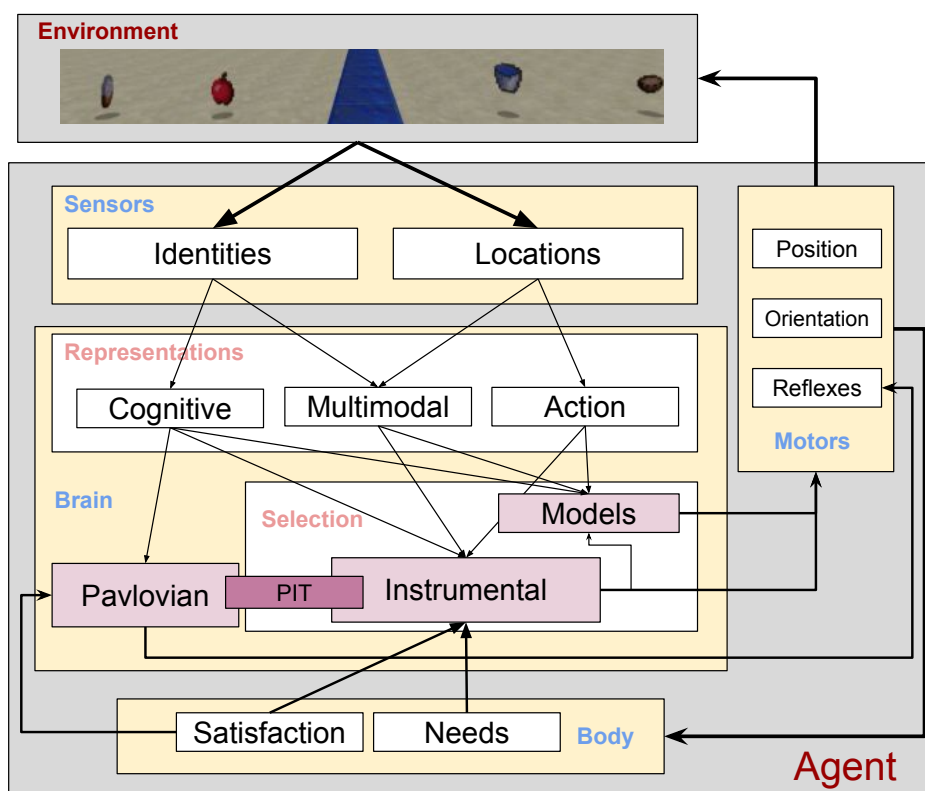 Environment
Sensors
Identities
Locations
Position
Orientation
Reflexes
Motors
Representations
Cognitive
Multimodal
Action
Brain
Selection
Models
Pavlovian
PIT
Instrumental
Satisfaction
Needs
Body
Agent